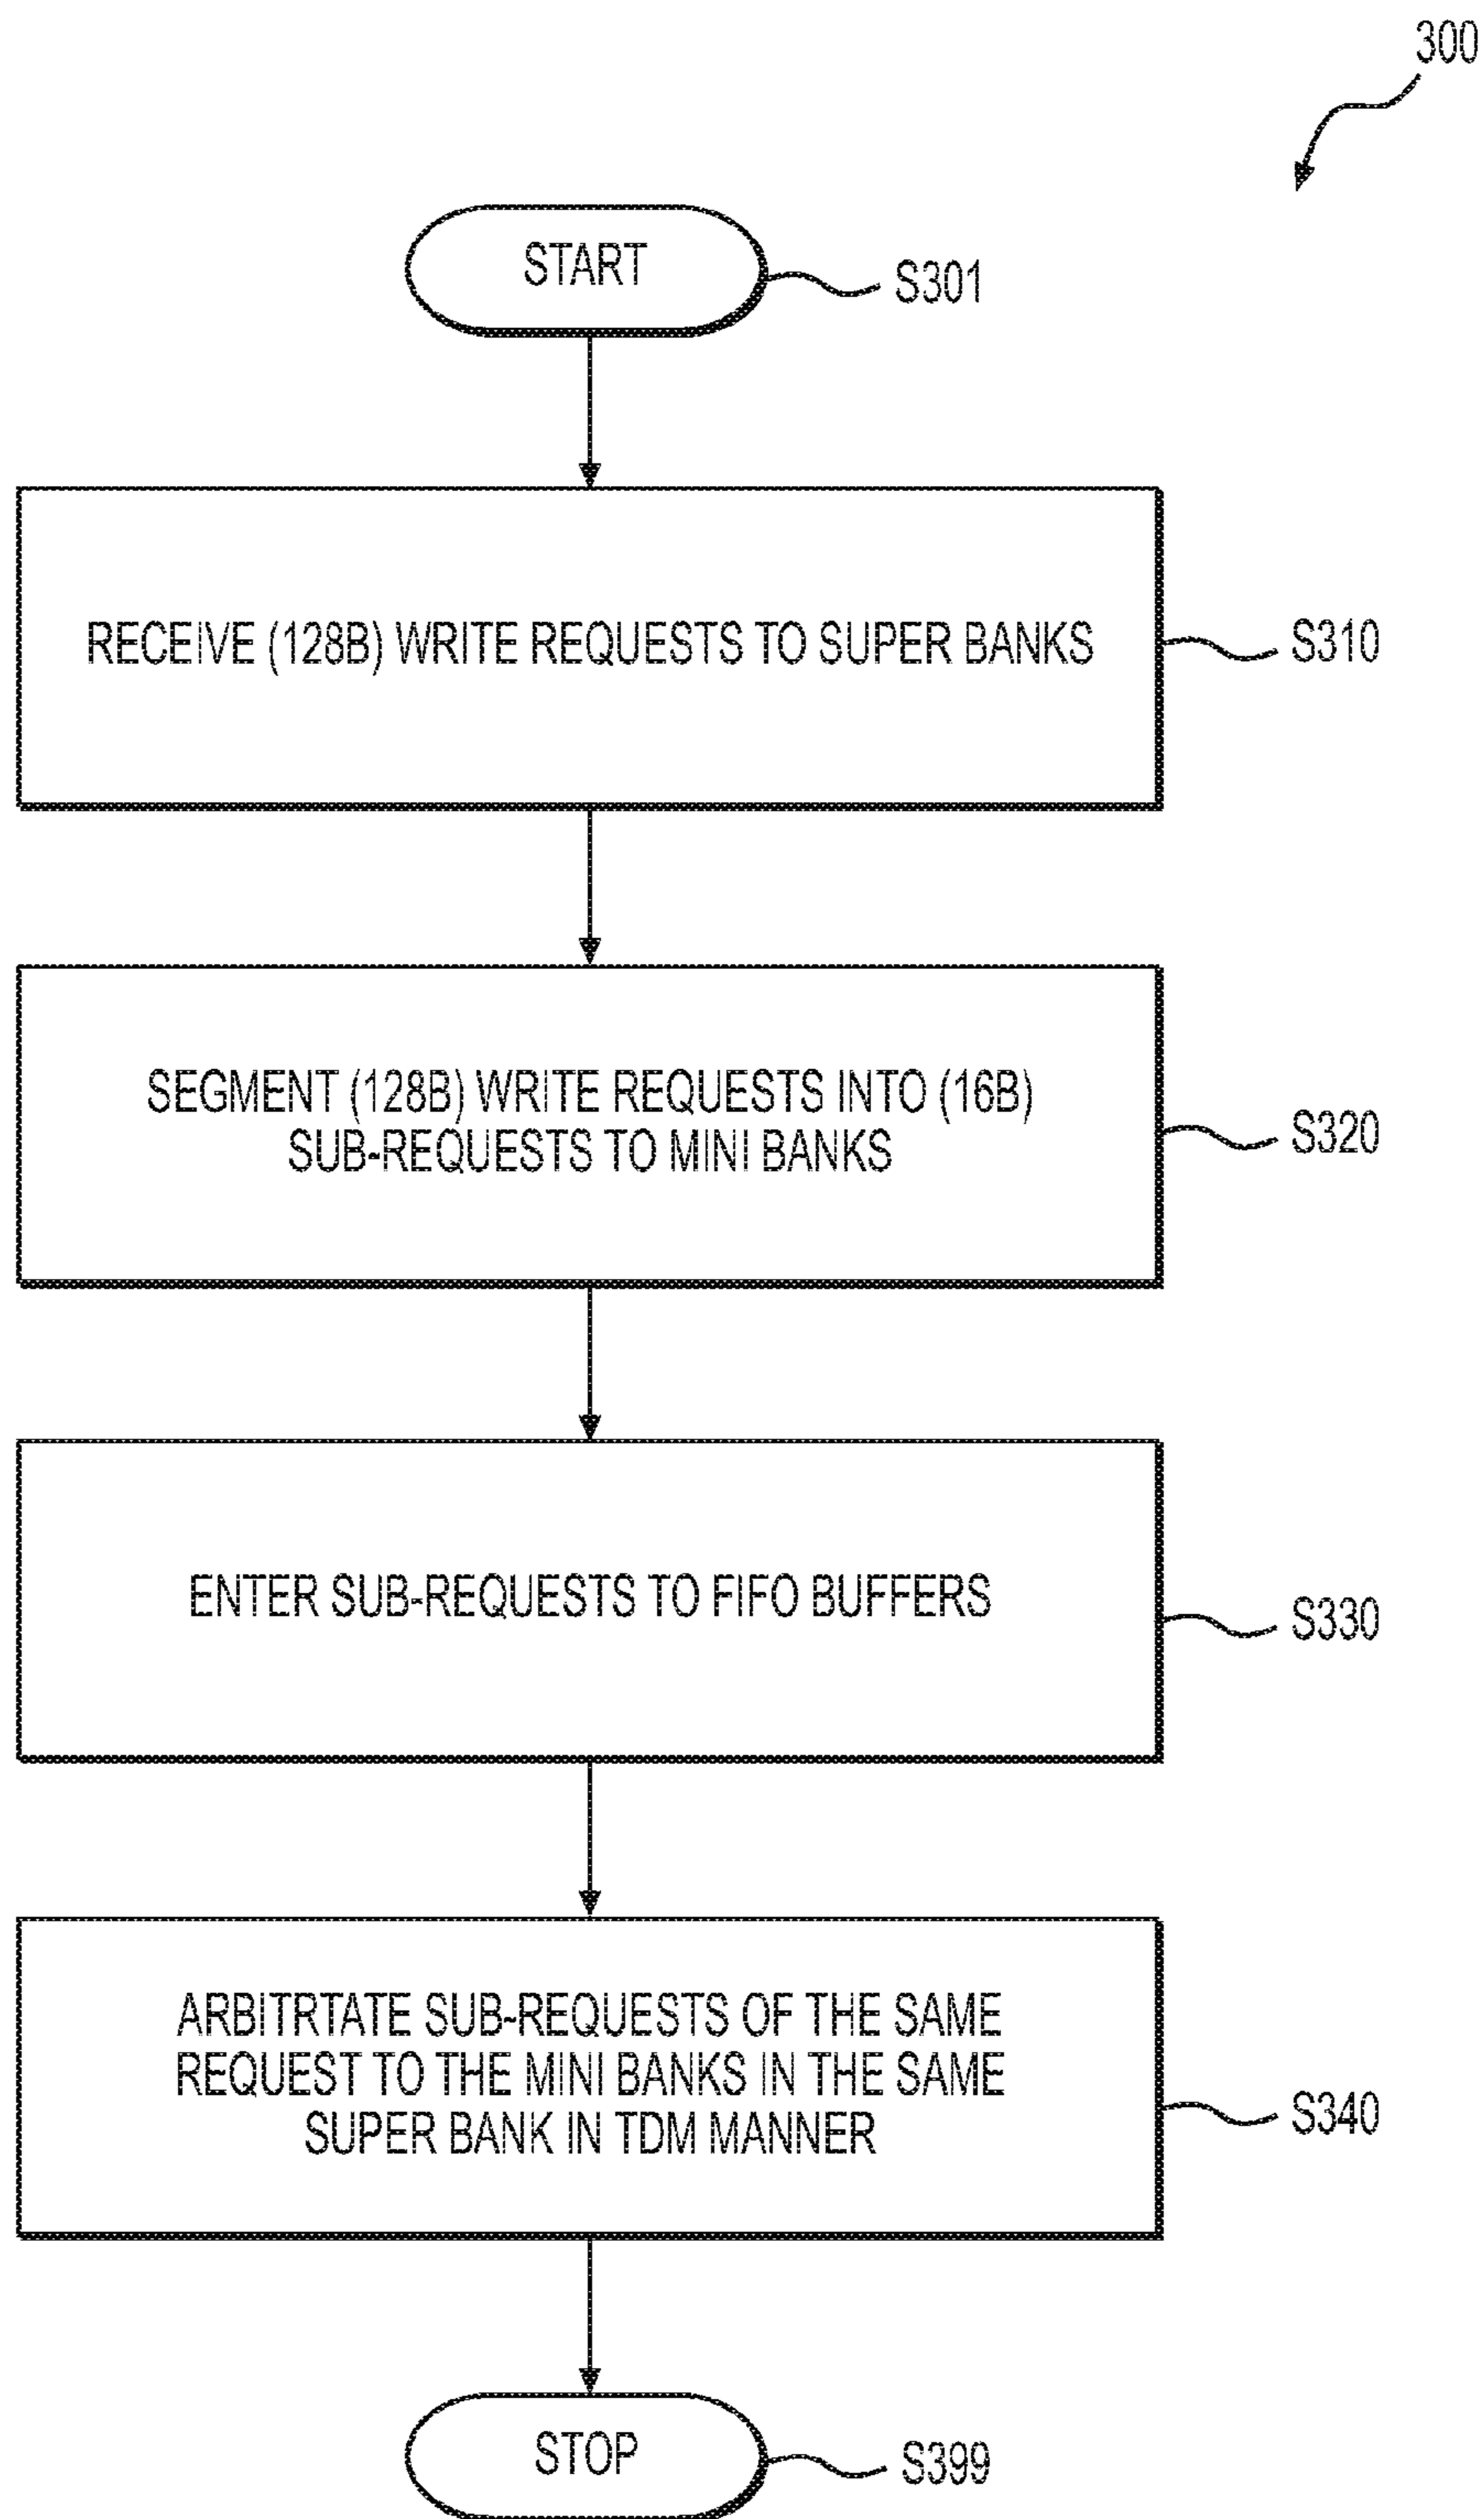 300
START
S301
RECEIVE (128B) WRITE REQUESTS TO SUPER BANKS
S310
SEGMENT (128B) WRITE REQUESTS INTO (16B)
SUB-REQUESTS TO MINI BANKS
S320
ENTER SUB-REQUESTS TO FIFO BUFFERS
S330
ARBITRTATE SUB-REQUESTS OF THE SAME
REQUEST TO THE MINI BANKS IN THE SAME
SUPER BANK IN TDM MANNER
S340
STOP
S399